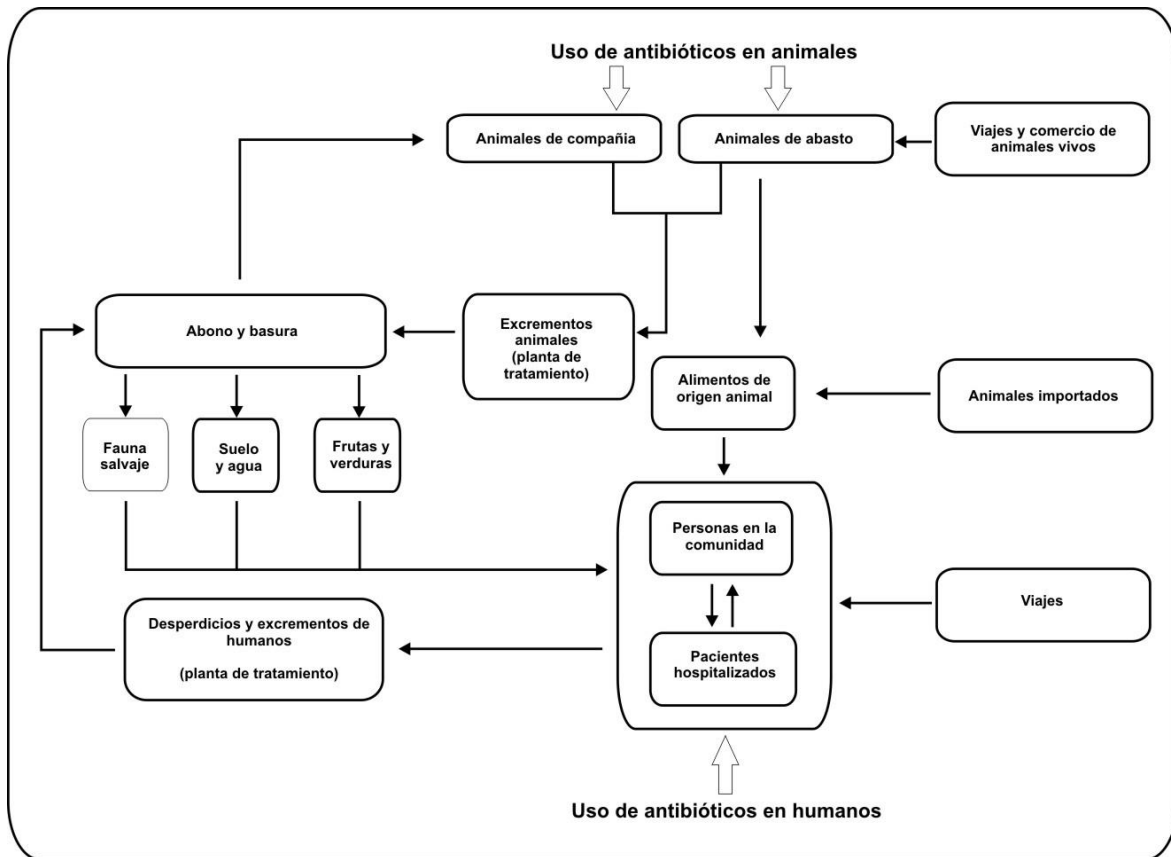 Uso de antibióticos en animales
Animales de compañia
Animales de abasto
Viajes y comercio de
animales vivos
Abono y basura
Excrementos
animales
(planta de
tratamiento)
Alimentos de
origen animal
Animales importados
Fauna
salvaje
Suelo
y agua
Frutas y
verduras
Personas en la
comunidad
Viajes
Desperdicios y excrementos de
humanos
(planta de tratamiento)
Pacientes
hospitalizados
Uso de antibióticos en humanos